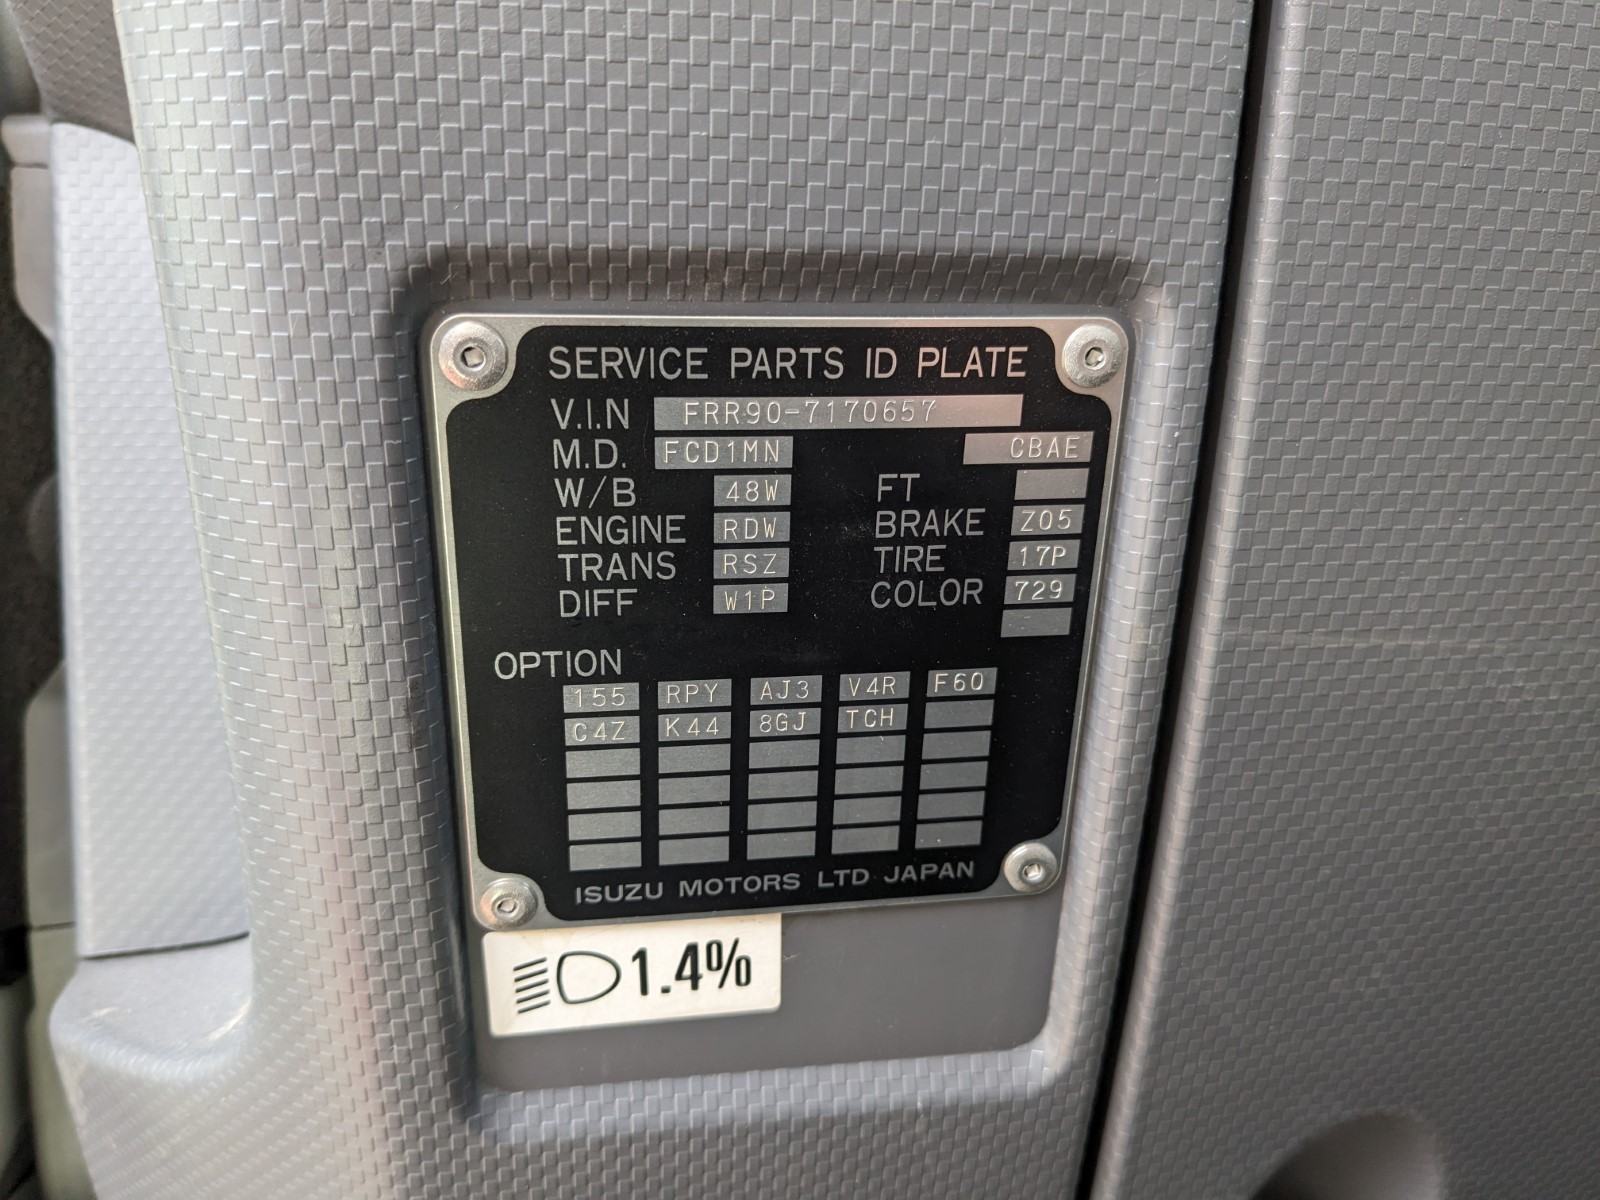 SERVICE PARTS ID PLATE
V.I.N FRR90-7170657
M.D. FCD1MN CBAE
W/B 48W FT
ENGINE RDW BRAKE Z05
TRANS RSZ TIRE 17P
DIFF W1P COLOR 729
OPTION
155 RPY AJ3 V4R F60
C4Z K44 8GJ TCH
ISUZU MOTORS LTD JAPAN
1.4%